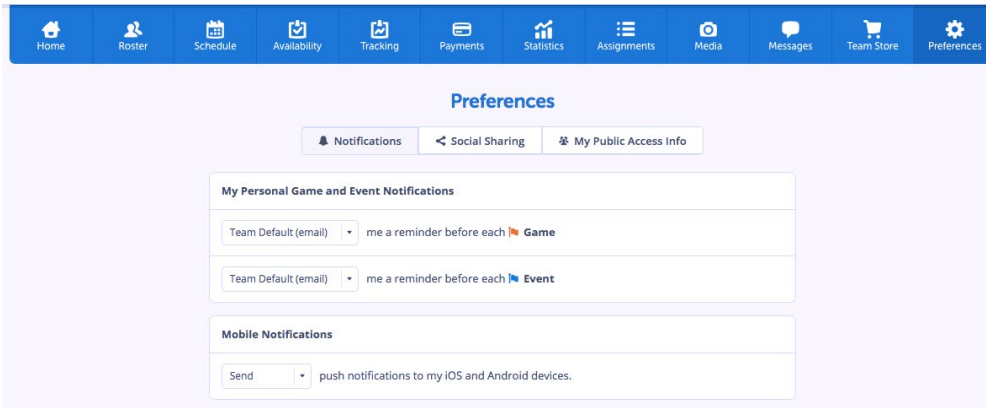 Home Roster Schedule Availability Tracking Payments Statistics Assignments Media Messages Team Store Preferences
Preferences
Notifications Social Sharing My Public Access Info
My Personal Game and Event Notifications
Team Default (email) me a reminder before each Game
Team Default (email) me a reminder before each Event
Mobile Notifications
Send push notifications to my iOS and Android devices.